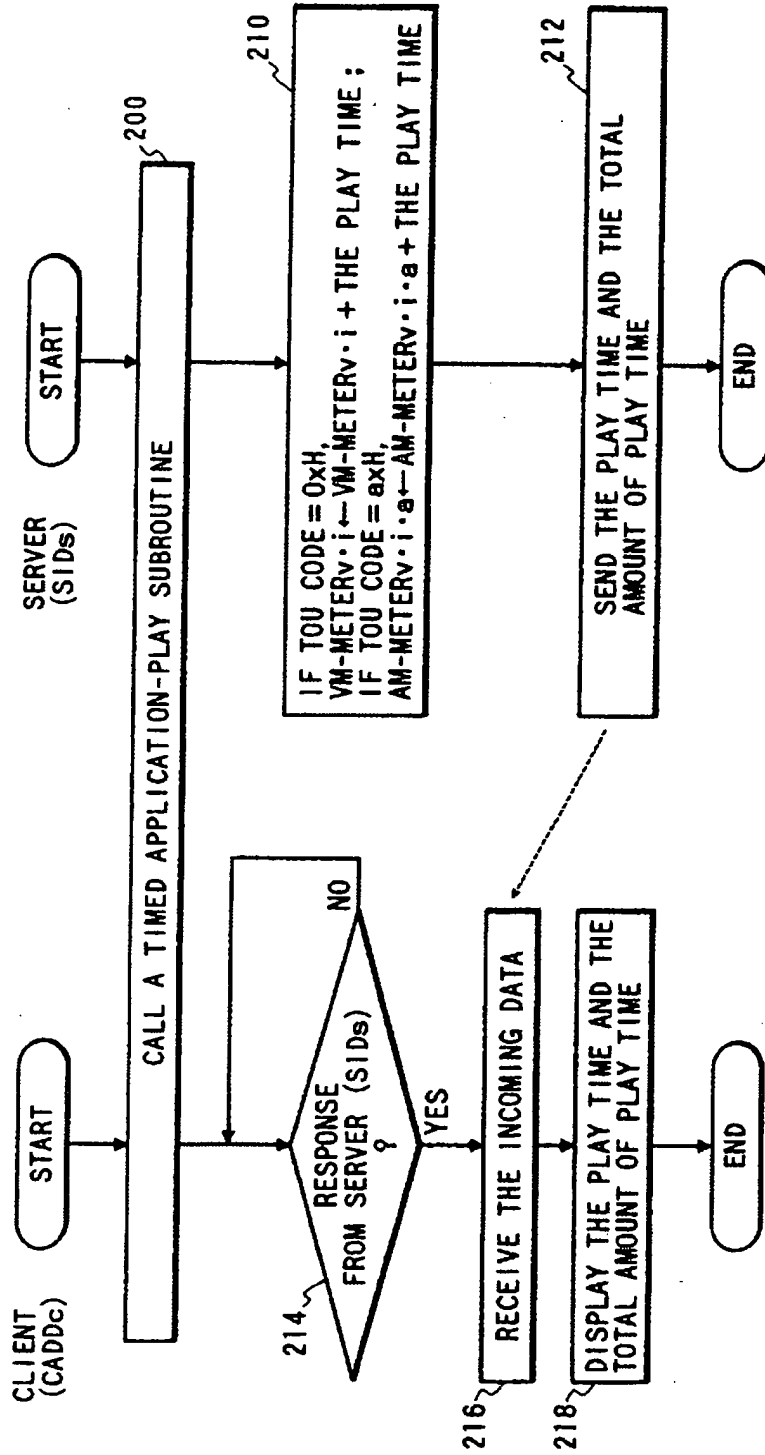 CLIENT
(CADDc)
START
SERVER
(SIDs)
START
200
CALL A TIMED APPLICATION-PLAY SUBROUTINE
214
RESPONSE
FROM SERVER (SIDs)
?
NO
YES
210
IF TOU CODE=0xH,
VM-METERv·i←VM-METERv·i+THE PLAY TIME;
IF TOU CODE=axH,
AM-METERv·i·a←AM-METERv·i·a+THE PLAY TIME
212
SEND THE PLAY TIME AND THE TOTAL
AMOUNT OF PLAY TIME
END
216
RECEIVE THE INCOMING DATA
218
DISPLAY THE PLAY TIME AND THE
TOTAL AMOUNT OF PLAY TIME
END